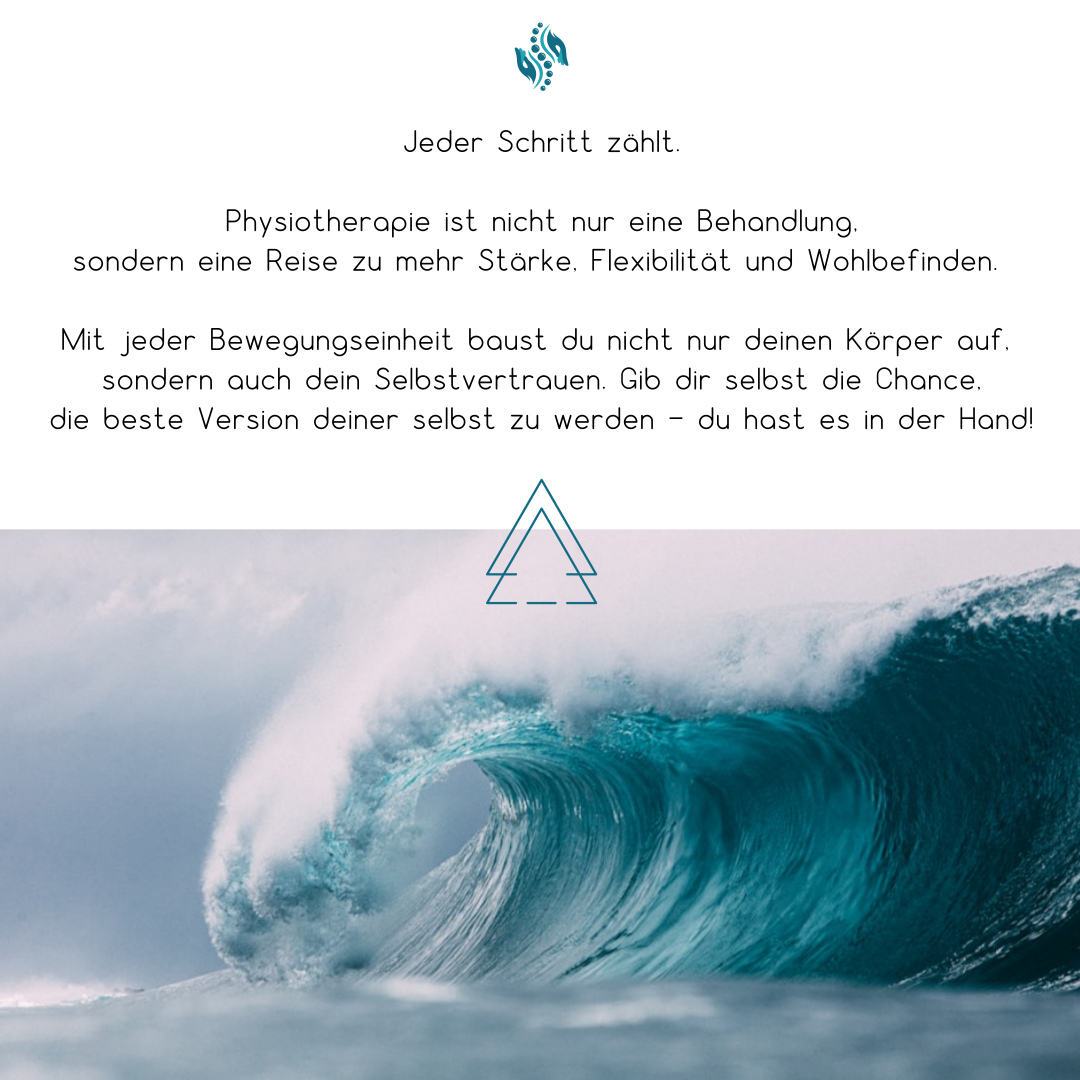 Jeder Schritt zählt.
Physiotherapie ist nicht nur eine Behandlung,
sondern eine Reise zu mehr Stärke, Flexibilität und Wohlbefinden.
Mit jeder Bewegungseinheit baust du nicht nur deinen Körper auf,
sondern auch dein Selbstvertrauen. Gib dir selbst die Chance,
die beste Version deiner selbst zu werden – du hast es in der Hand!